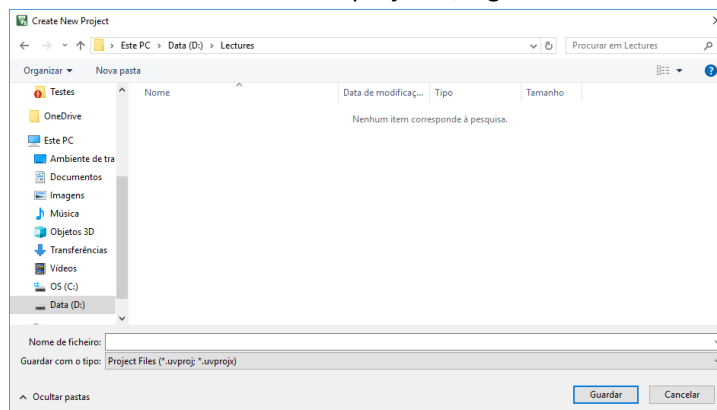 Create New Project
Este PC > Data (D:) > Lectures
Procurar em Lectures
Organizar
Nova pasta
Nome
Data de modificaç...
Tipo
Tamanho
Nenhum item corresponde à pesquisa.
Testes
OneDrive
Este PC
Ambiente de tra
Documentos
Imagens
Música
Objetos 3D
Transferências
Vídeos
OS (C:)
Data (D:)
Nome de ficheiro:
Guardar com o tipo: Project Files (*.uvproj; *.uvprojx)
Ocultar pastas
Guardar
Cancelar